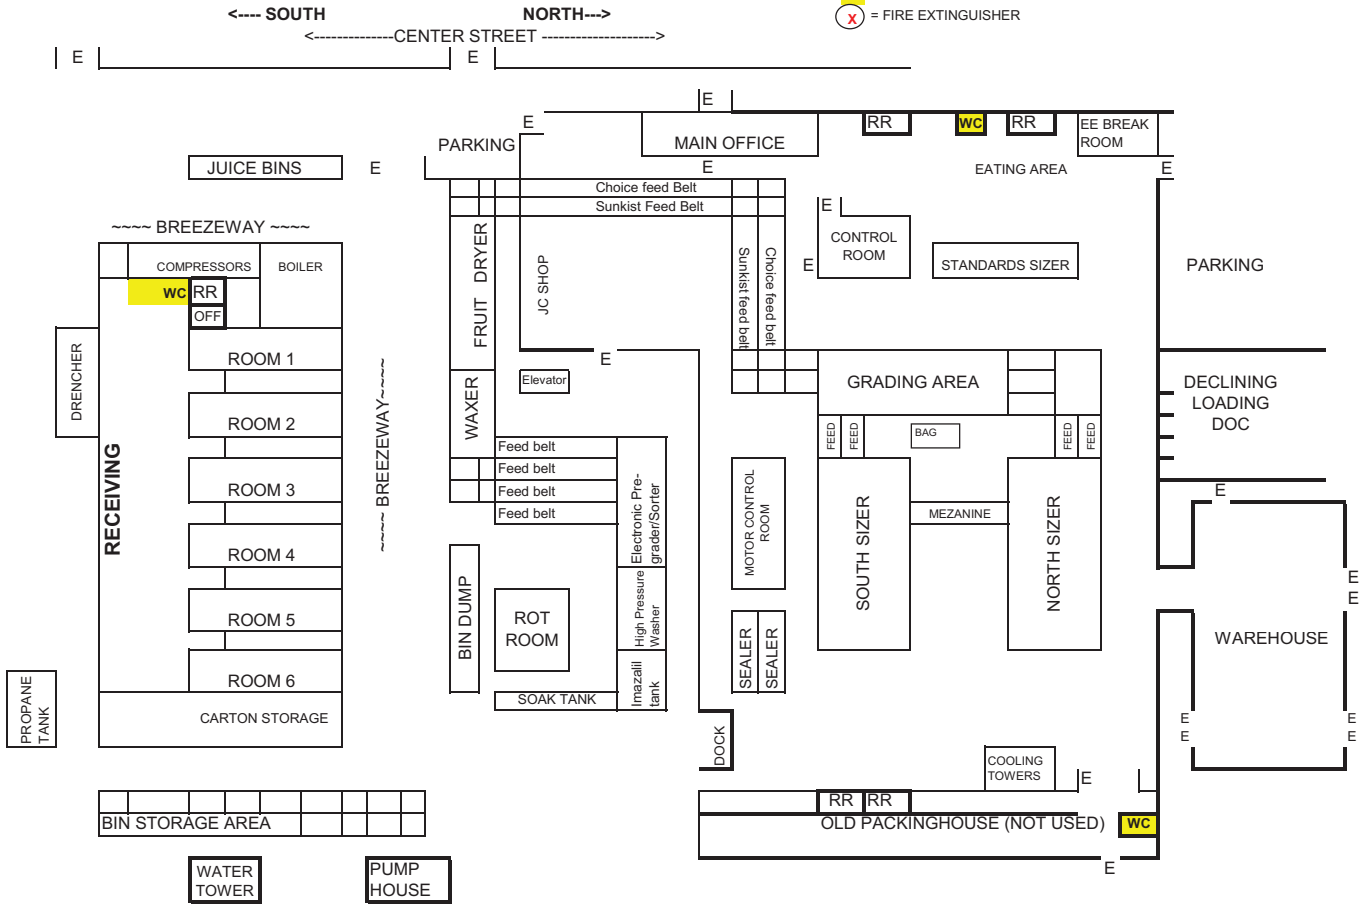 <---- SOUTH NORTH--->
X = FIRE EXTINGUISHER
<--------------CENTER STREET -------------------->
E E
E
E
RR WC RR EE BREAK
ROOM
PARKING
MAIN OFFICE
JUICE BINS
E
E
EATING AREA
E
Choice feed Belt
Sunkist Feed Belt
~~~~ BREEZEWAY ~~~~
COMPRESSORS
BOILER
WC RR
OFF
FRUIT DRYER
JC SHOP
Sunkist feed belt
Choice feed belt
E
CONTROL
ROOM
E
STANDARDS SIZER
PARKING
DRENCHER
RECEIVING
ROOM 1
ROOM 2
ROOM 3
ROOM 4
ROOM 5
ROOM 6
CARTON STORAGE
~~~~ BREEZEWAY~~~~
E
Elevator
WAXER
Feed belt
Feed belt
Feed belt
Feed belt
Electronic Pre-
grader/Sorter
High Pressure
Washer
Imazalil
tank
BIN DUMP
ROT
ROOM
SOAK TANK
GRADING AREA
FEED
FEED
BAG
FEED
FEED
MOTOR CONTROL
ROOM
SOUTH SIZER
MEZANINE
NORTH SIZER
SEALER
SEALER
DECLINING
LOADING
DOC
E
E
E
WAREHOUSE
E
E
E
E
PROPANE
TANK
DOCK
COOLING
TOWERS
E
RR RR
BIN STORAGE AREA
OLD PACKINGHOUSE (NOT USED)
WC
E
WATER
TOWER
PUMP
HOUSE